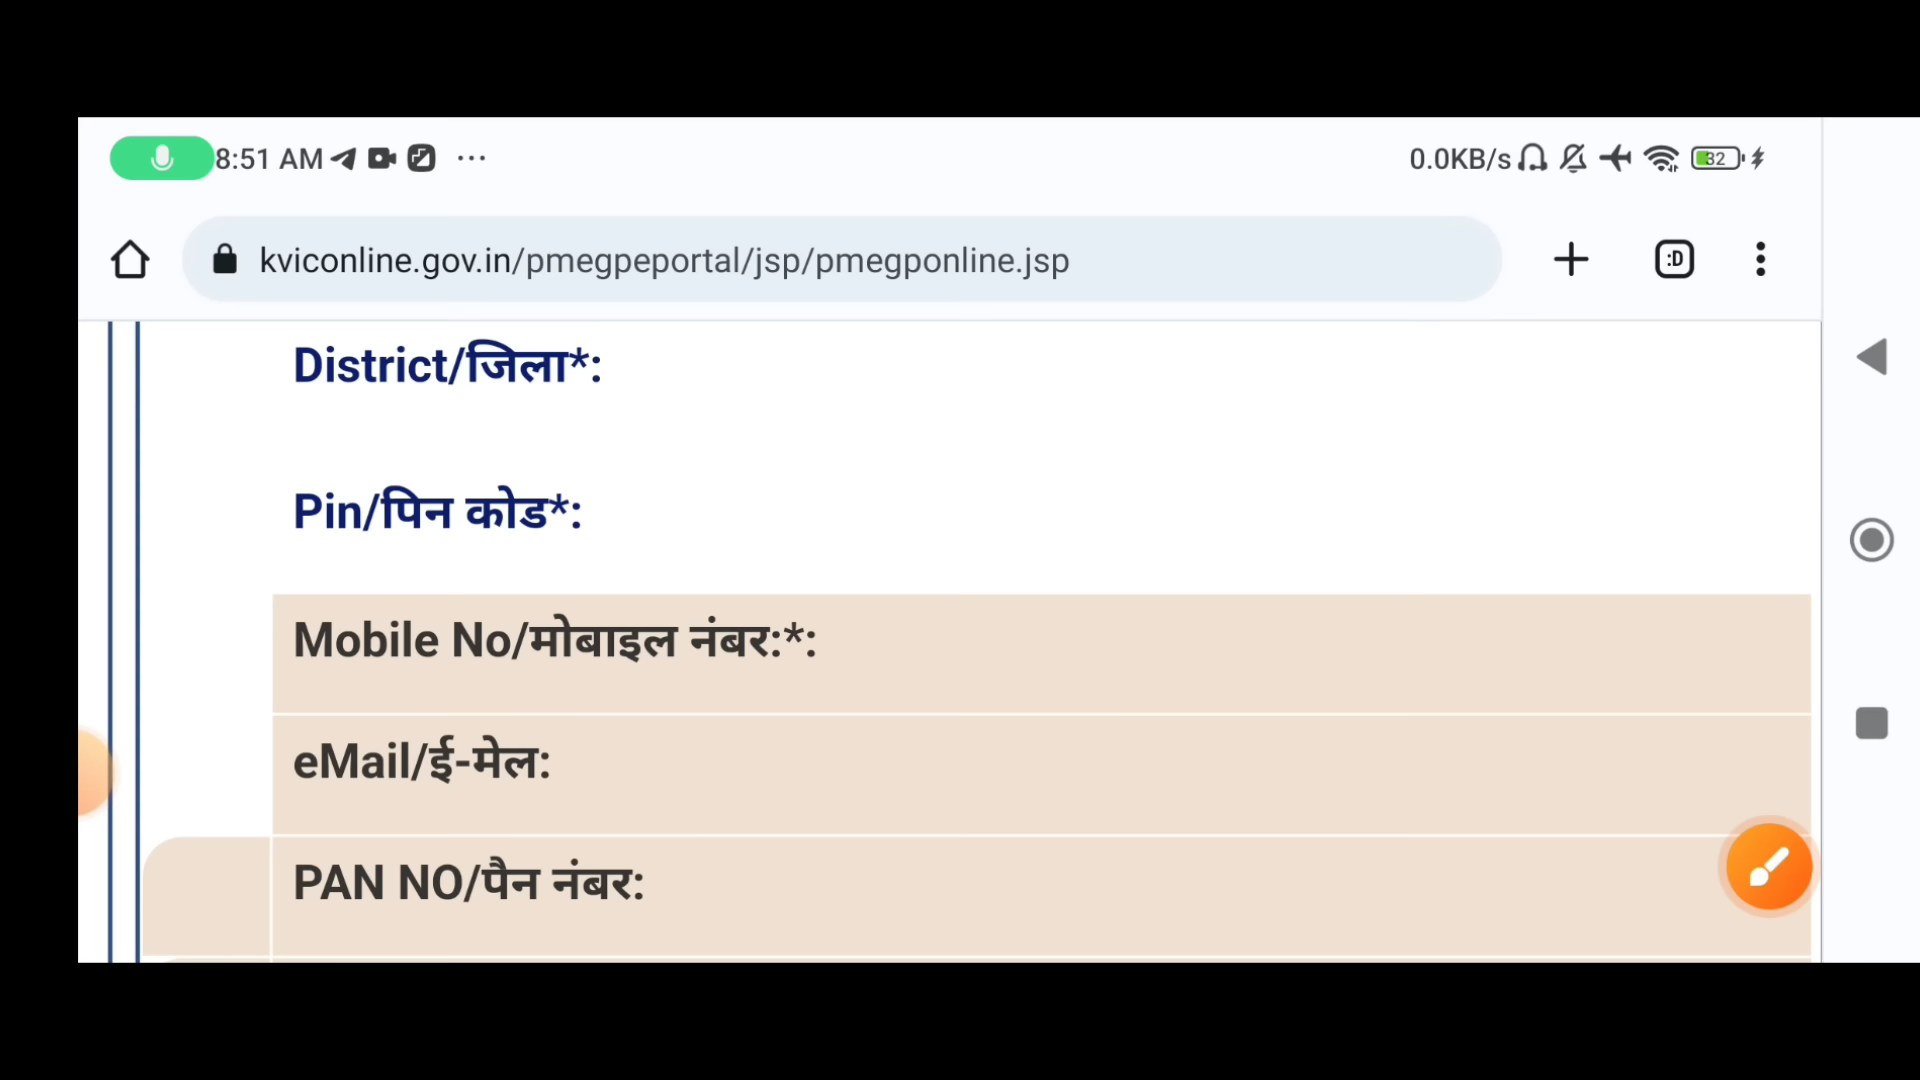 8:51 AM ... 0.0KB/s 32
kviconline.gov.in/pmegpeportal/jsp/pmegponline.jsp :D
District/जिला*:
Pin/पिन कोड*:
Mobile No/मोबाइल नंबर:*:
eMail/ई-मेल:
PAN NO/पैन नंबर: